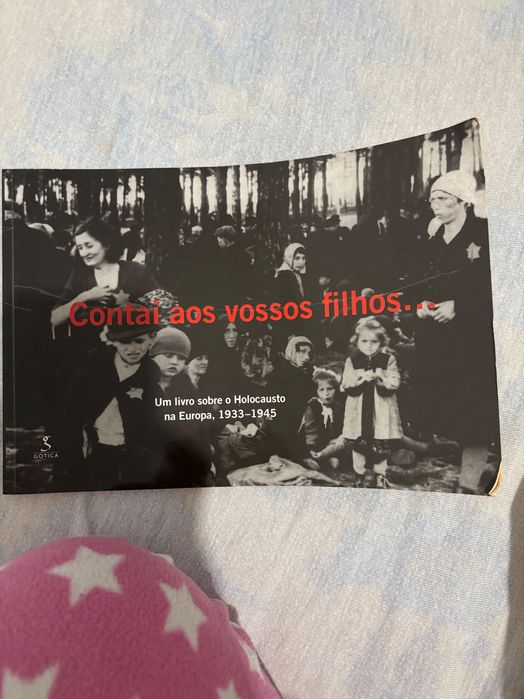 Contai aos vossos filhos...
Um livro sobre o Holocausto
na Europa, 1933–1945
g
GÓTICA